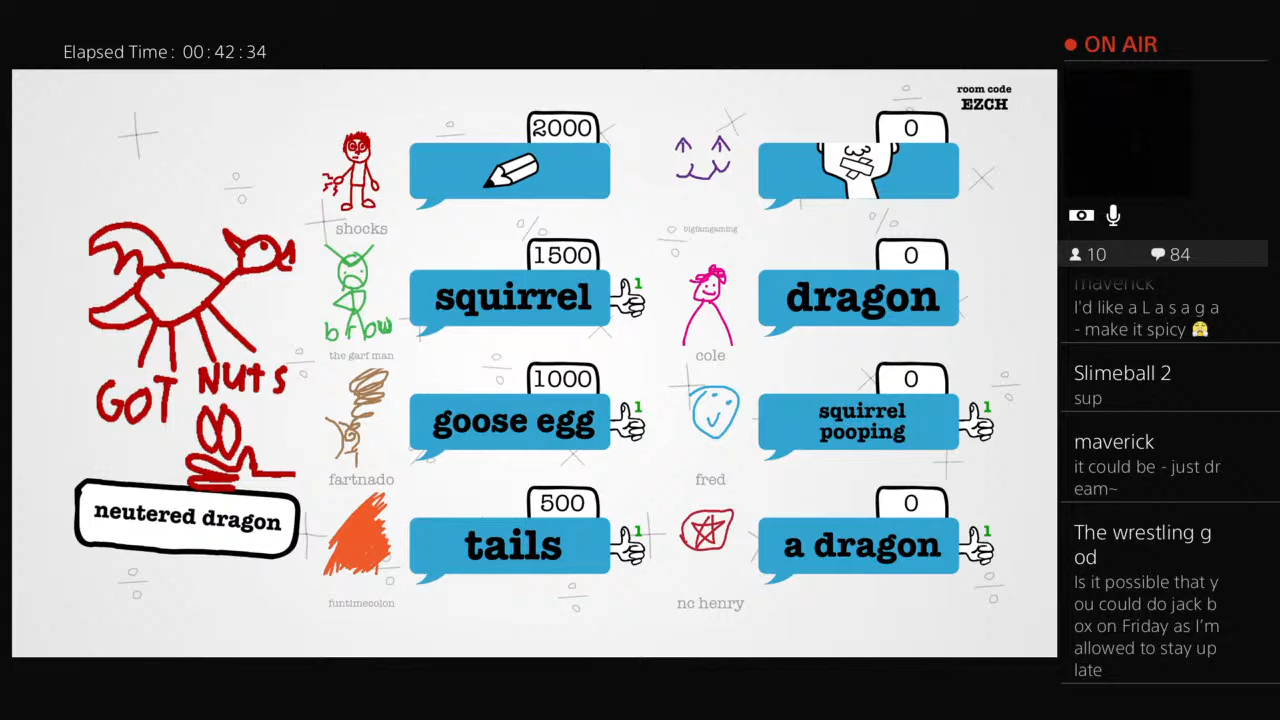 Elapsed Time: 00:42:34
ON AIR
room code
EZCH
2000
0
shocks
bigfangaming
1500
0
squirrel
1
dragon
brow
the garf man
cole
GOT NUTS
1000
0
goose egg
1
squirrel
pooping
1
fartnado
fred
neutered dragon
500
0
tails
1
a dragon
1
funtimecolon
nc henry
10
84
maverick
I'd like a L a s a g a
- make it spicy 😤
Slimeball 2
sup
maverick
it could be - just dr
eam~
The wrestling g
od
Is it possible that y
ou could do jack b
ox on Friday as I'm
allowed to stay up
late